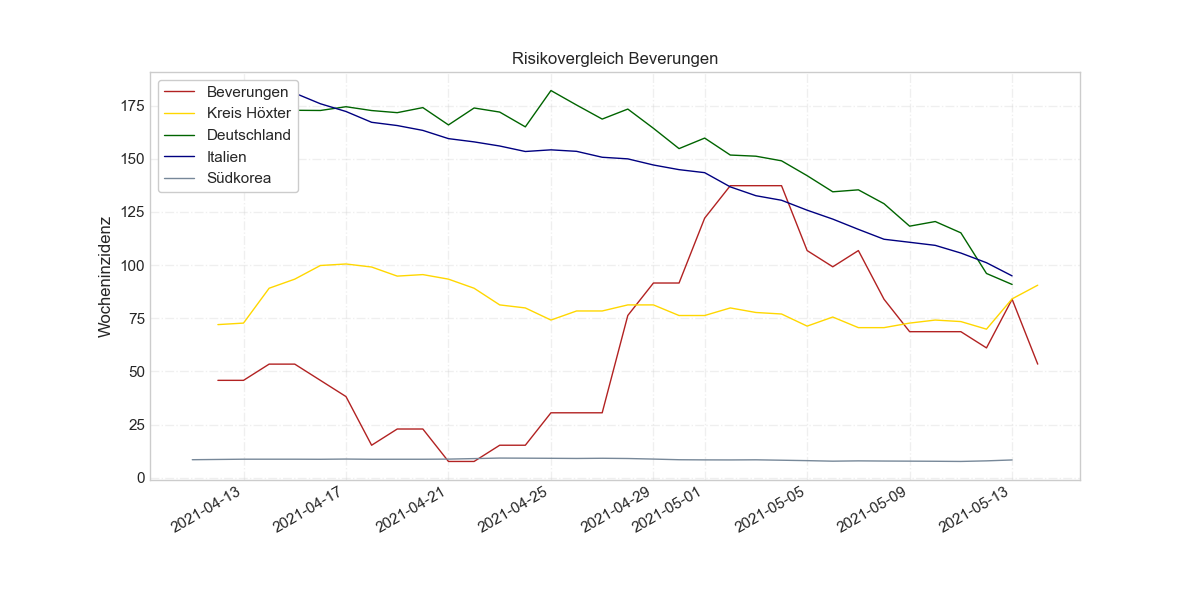 Risikovergleich Beverungen
Beverungen
Kreis Höxter
Deutschland
Italien
Südkorea
Wocheninzidenz
175
150
125
100
75
50
25
0
2021-04-13
2021-04-17
2021-04-21
2021-04-25
2021-04-29
2021-05-01
2021-05-05
2021-05-09
2021-05-13